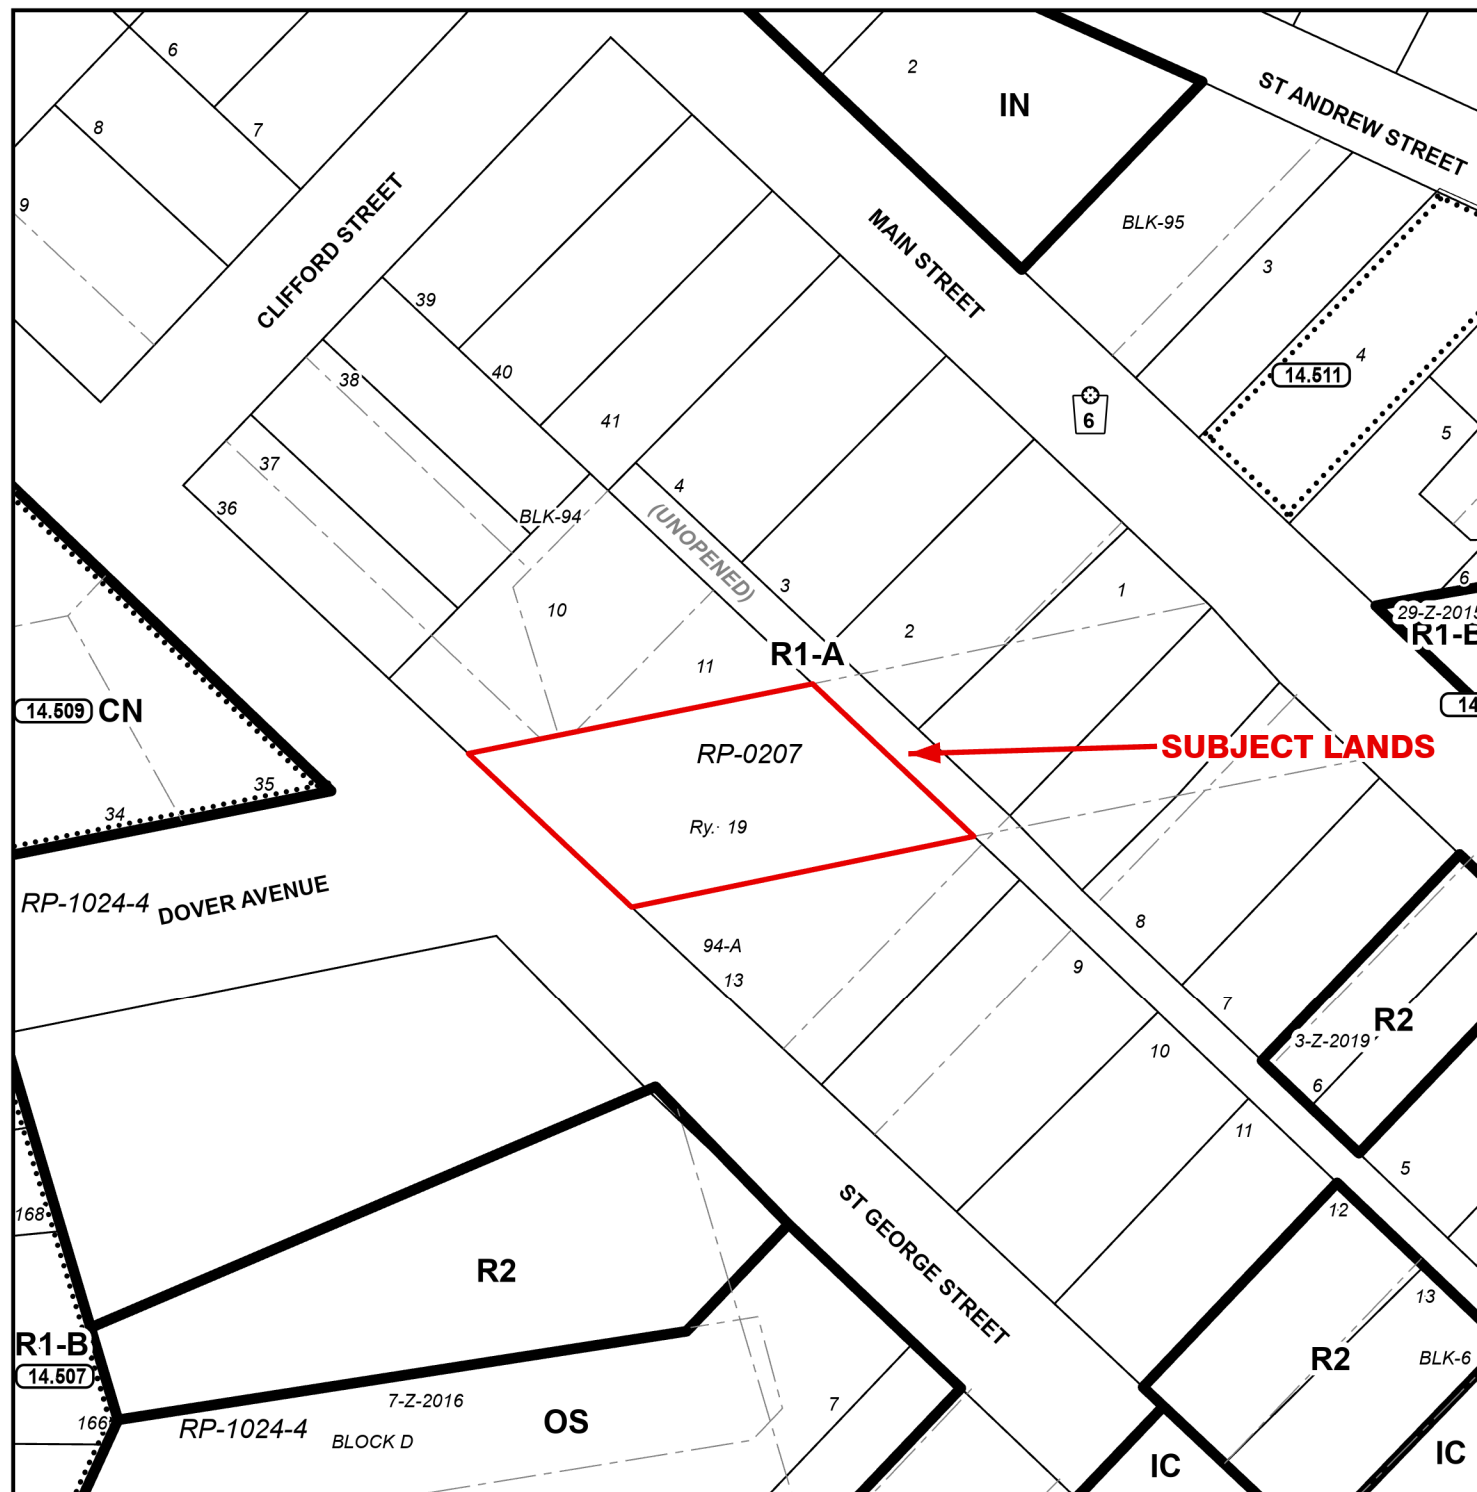 6
2
IN
ST ANDREW STREET
8
7
9
CLIFFORD STREET
MAIN STREET
BLK-95
3
39
4
14.511
40
38
6
41
5
37
4
36
BLK-94
(UNOPENED)
6
3
1
10
29-Z-2015
2
R1-A
11
14.509
CN
RP-0207
SUBJECT LANDS
35
34
Ry. 19
RP-1024-4
DOVER AVENUE
94-A
8
13
9
7
R2
3-Z-2019
10
6
11
5
168
12
ST GEORGE STREET
R2
13
R1-B
R2
BLK-6
14.507
7-Z-2016
7
166
RP-1024-4
BLOCK D
OS
IC
IC